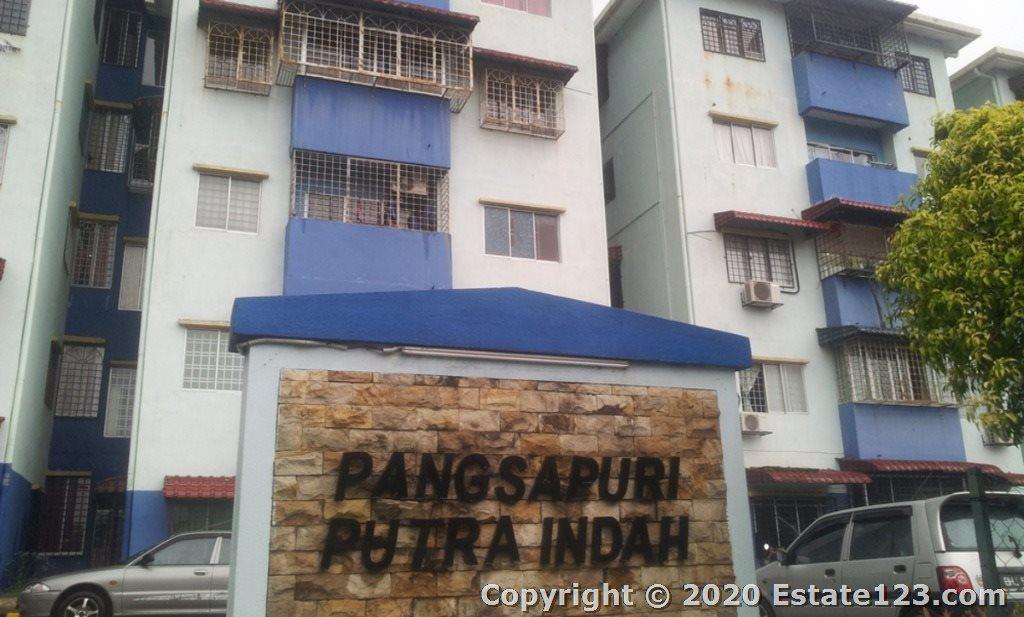 PANGSAPURI
PUTRA INDAH
Copyright © 2020 Estate123.com